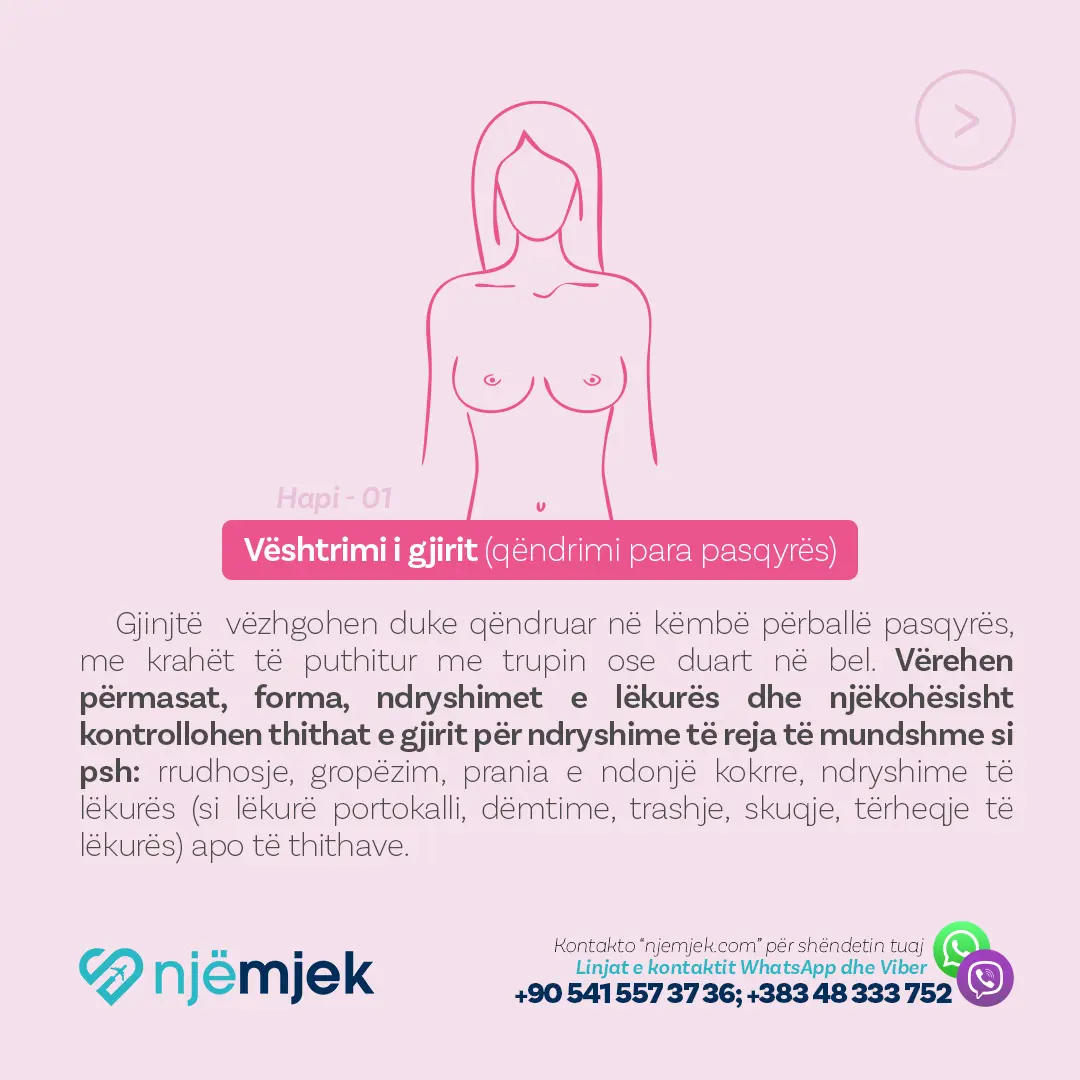 >
Hapi - 01
Vështrimi i gjirit (qëndrimi para pasqyrës)
Gjinjtë vëzhgohen duke qëndruar në këmbë përballë pasqyrës,
me krahët të puthitur me trupin ose duart në bel. Vërehen
përmasat, forma, ndryshimet e lëkurës dhe njëkohësisht
kontrollohen thithat e gjirit për ndryshime të reja të mundshme si
psh: rrudhosje, gropëzim, prania e ndonjë kokrre, ndryshime të
lëkurës (si lëkurë portokalli, dëmtime, trashje, skuqje, tërheqje të
lëkurës) apo të thithave.
njëmjek
Kontakto “njemjek.com” për shëndetin tuaj
Linjat e kontaktit WhatsApp dhe Viber
+90 541 557 37 36; +383 48 333 752